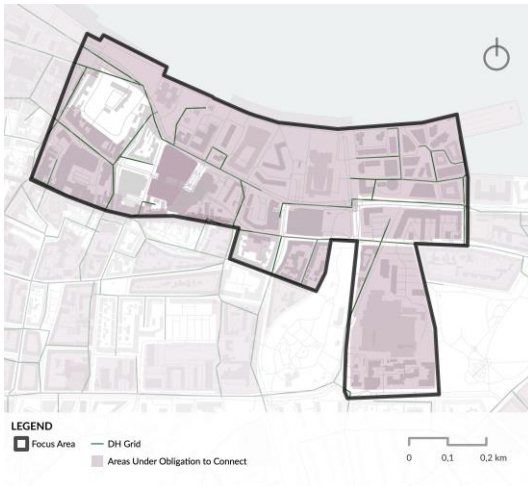 LEGEND
Focus Area
DH Grid
Areas Under Obligation to Connect
0 0,1 0,2 km